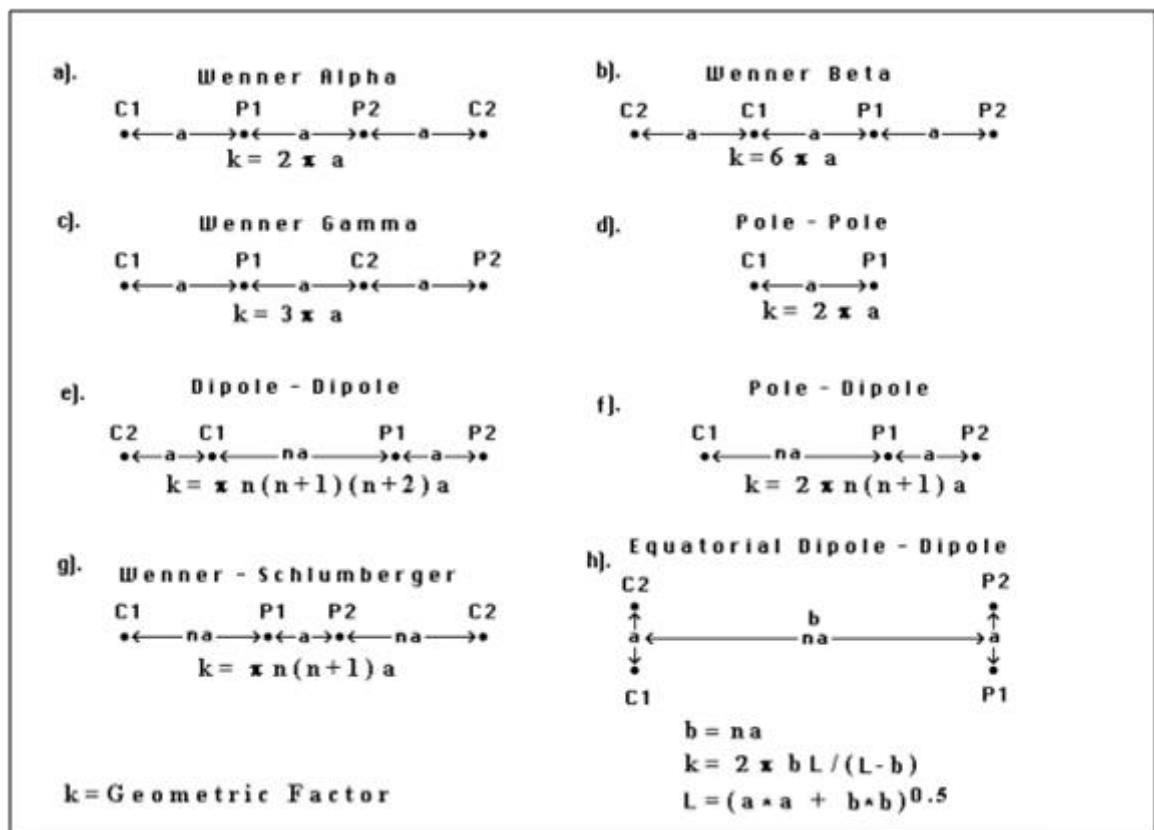 a). Wenner Alpha
C1 P1 P2 C2
a a a
k = 2 π a
b). Wenner Beta
C2 C1 P1 P2
a a a
k=6 π a
c). Wenner Gamma
C1 P1 C2 P2
a a a
k = 3 π a
d). Pole - Pole
C1 P1
a
k = 2 π a
e). Dipole - Dipole
C2 C1 P1 P2
a na a
k = π n(n+1)(n+2)a
f). Pole - Dipole
C1 P1 P2
na a
k = 2 π n(n+1)a
g). Wenner - Schlumberger
C1 P1 P2 C2
na a na
k = π n(n+1)a
h). Equatorial Dipole - Dipole
C2 P2
b
a na a
C1 P1
b = na
k = 2 π bL/(L-b)
L=(a*a + b*b)0.5
k=Geometric Factor